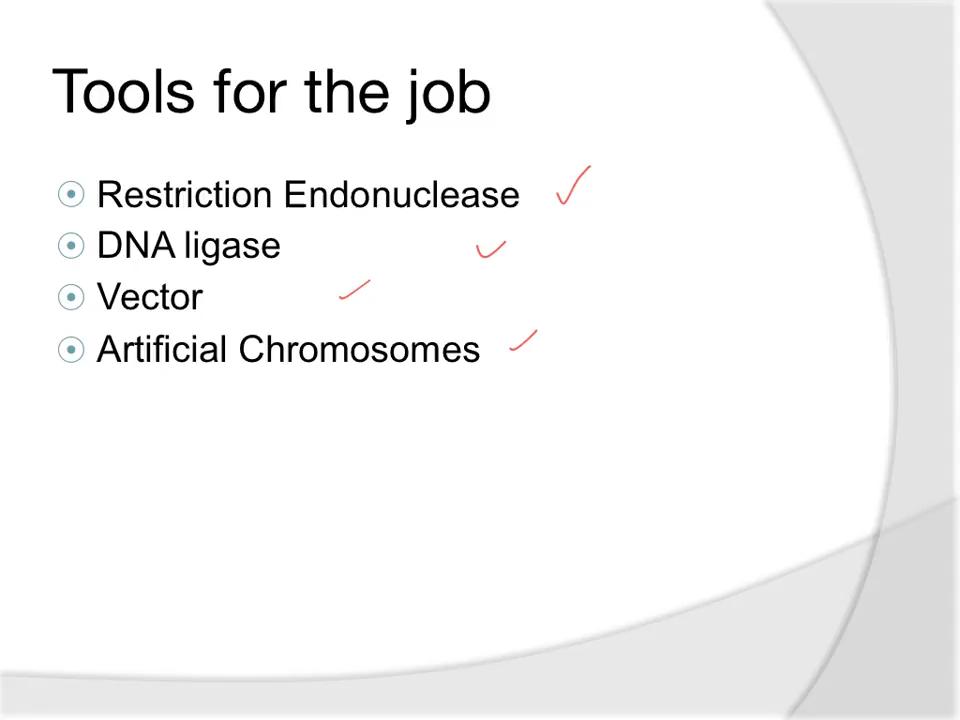 Tools for the job
Restriction Endonuclease
DNA ligase
Vector
Artificial Chromosomes